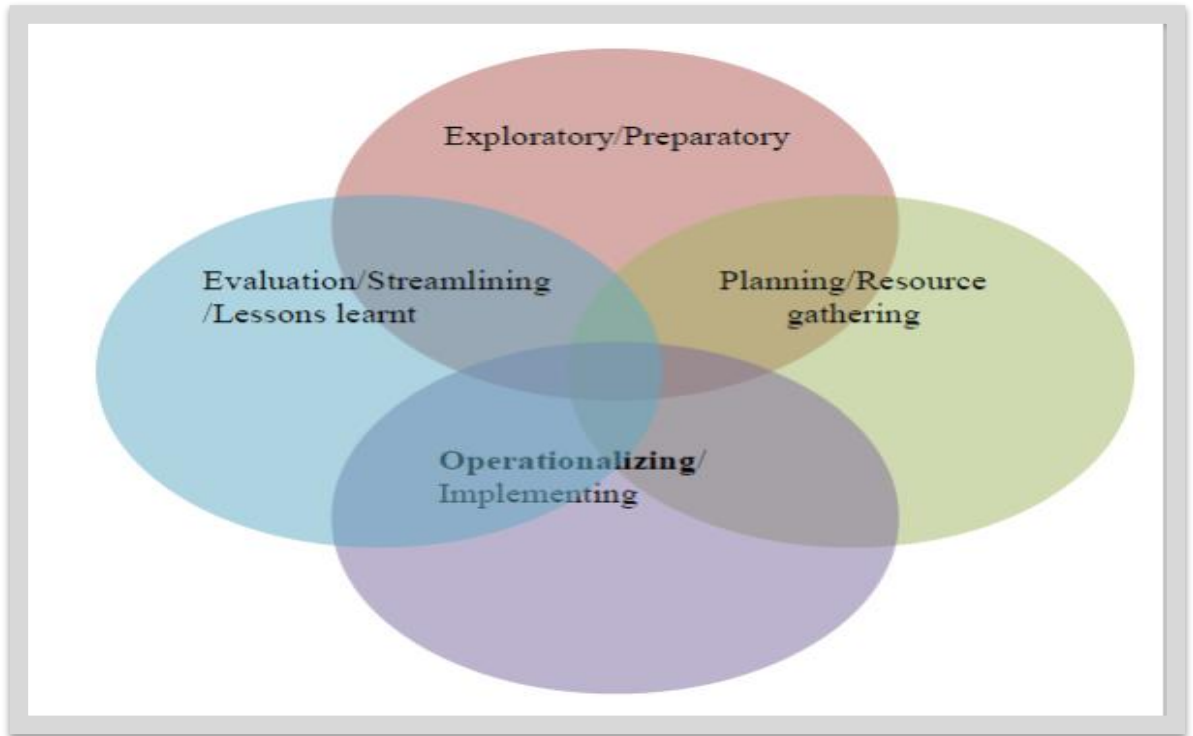 Exploratory/Preparatory
Evaluation/Streamlining
/Lessons learnt
Planning/Resource
gathering
Operationalizing/
Implementing